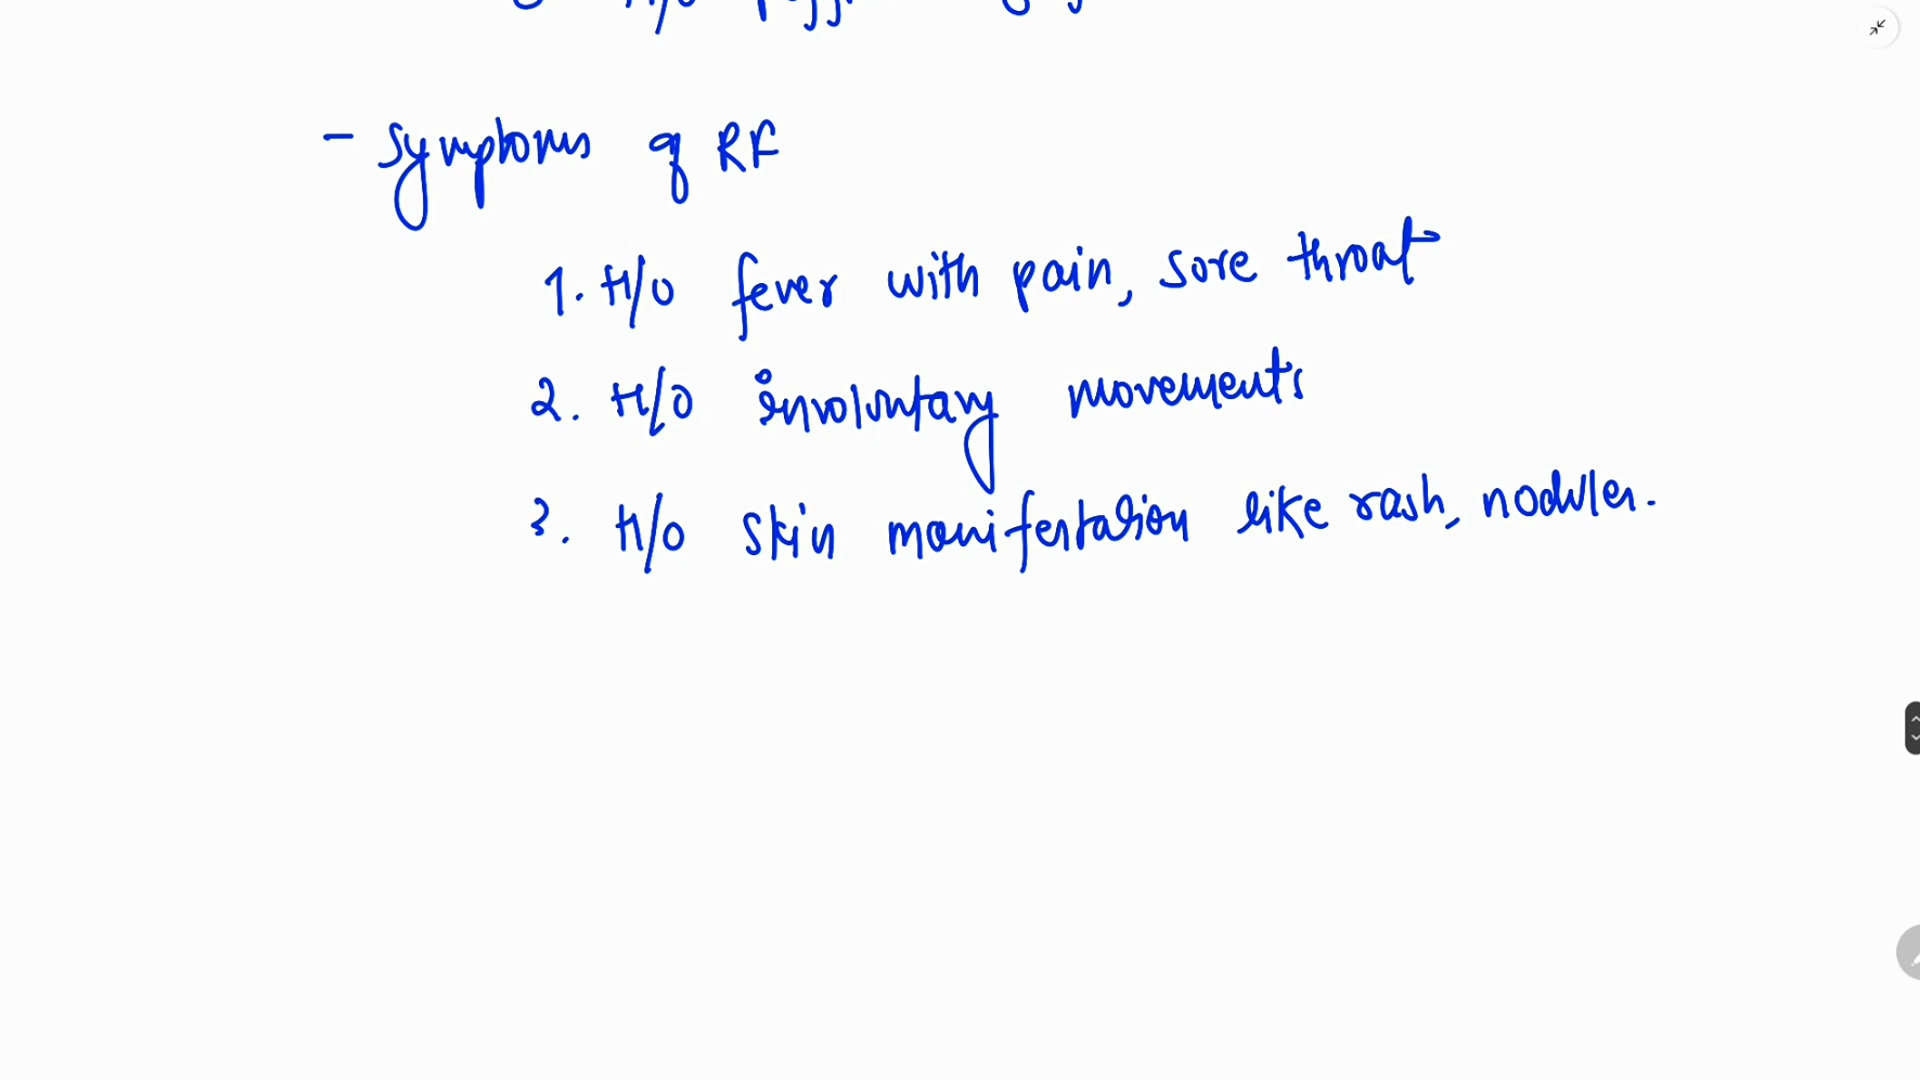 - Symptoms of RF
1. H/O fever with pain, sore throat
2. H/O involuntary movements
3. H/O skin manifestation like rash, nodules.